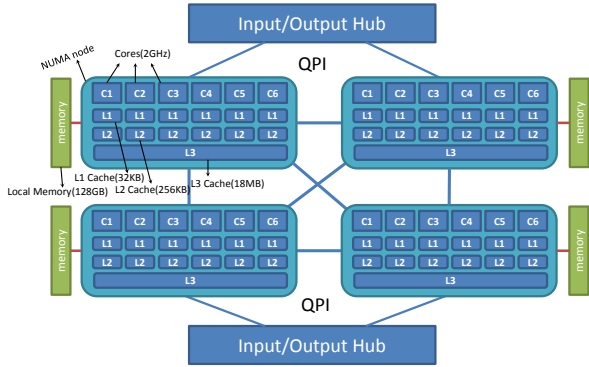 Input/Output Hub
QPI
NUMA node
Cores(2GHz)
C1 C2 C3 C4 C5 C6
L1 L1 L1 L1 L1 L1
L2 L2 L2 L2 L2 L2
L3
memory
C1 C2 C3 C4 C5 C6
L1 L1 L1 L1 L1 L1
L2 L2 L2 L2 L2 L2
L3
memory
L1 Cache(32KB)
L2 Cache(256KB)
L3 Cache(18MB)
Local Memory(128GB)
memory
C1 C2 C3 C4 C5 C6
L1 L1 L1 L1 L1 L1
L2 L2 L2 L2 L2 L2
L3
C1 C2 C3 C4 C5 C6
L1 L1 L1 L1 L1 L1
L2 L2 L2 L2 L2 L2
L3
memory
QPI
Input/Output Hub